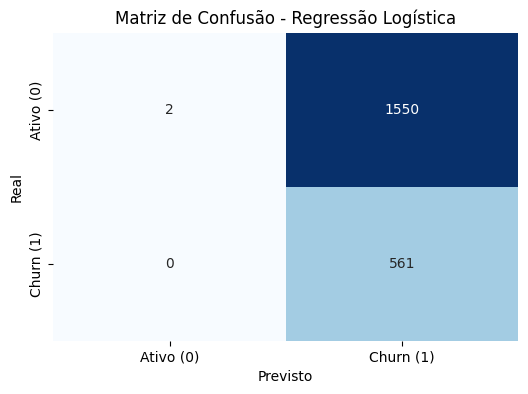 Matriz de Confusão - Regressão Logística
Real
Ativo (0)
2
1550
Churn (1)
0
561
Ativo (0)
Churn (1)
Previsto